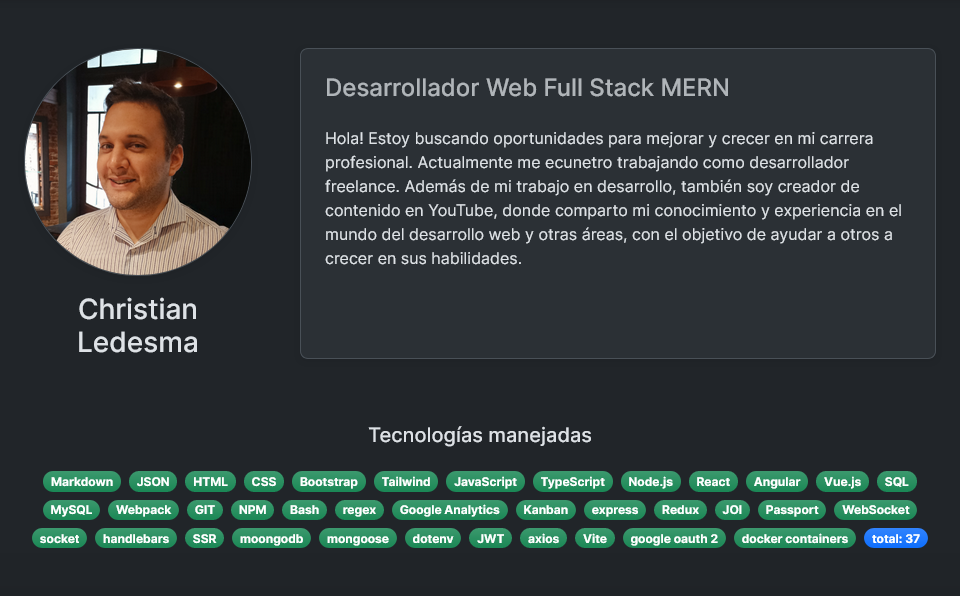 Desarrollador Web Full Stack MERN
Hola! Estoy buscando oportunidades para mejorar y crecer en mi carrera
profesional. Actualmente me ecunetro trabajando como desarrollador
freelance. Además de mi trabajo en desarrollo, también soy creador de
contenido en YouTube, donde comparto mi conocimiento y experiencia en el
mundo del desarrollo web y otras áreas, con el objetivo de ayudar a otros a
crecer en sus habilidades.
Christian
Ledesma
Tecnologías manejadas
Markdown JSON HTML CSS Bootstrap Tailwind JavaScript TypeScript Node.js React Angular Vue.js SQL
MySQL Webpack GIT NPM Bash regex Google Analytics Kanban express Redux JOI Passport WebSocket
socket handlebars SSR moongodb mongoose dotenv JWT axios Vite google oauth 2 docker containers total: 37